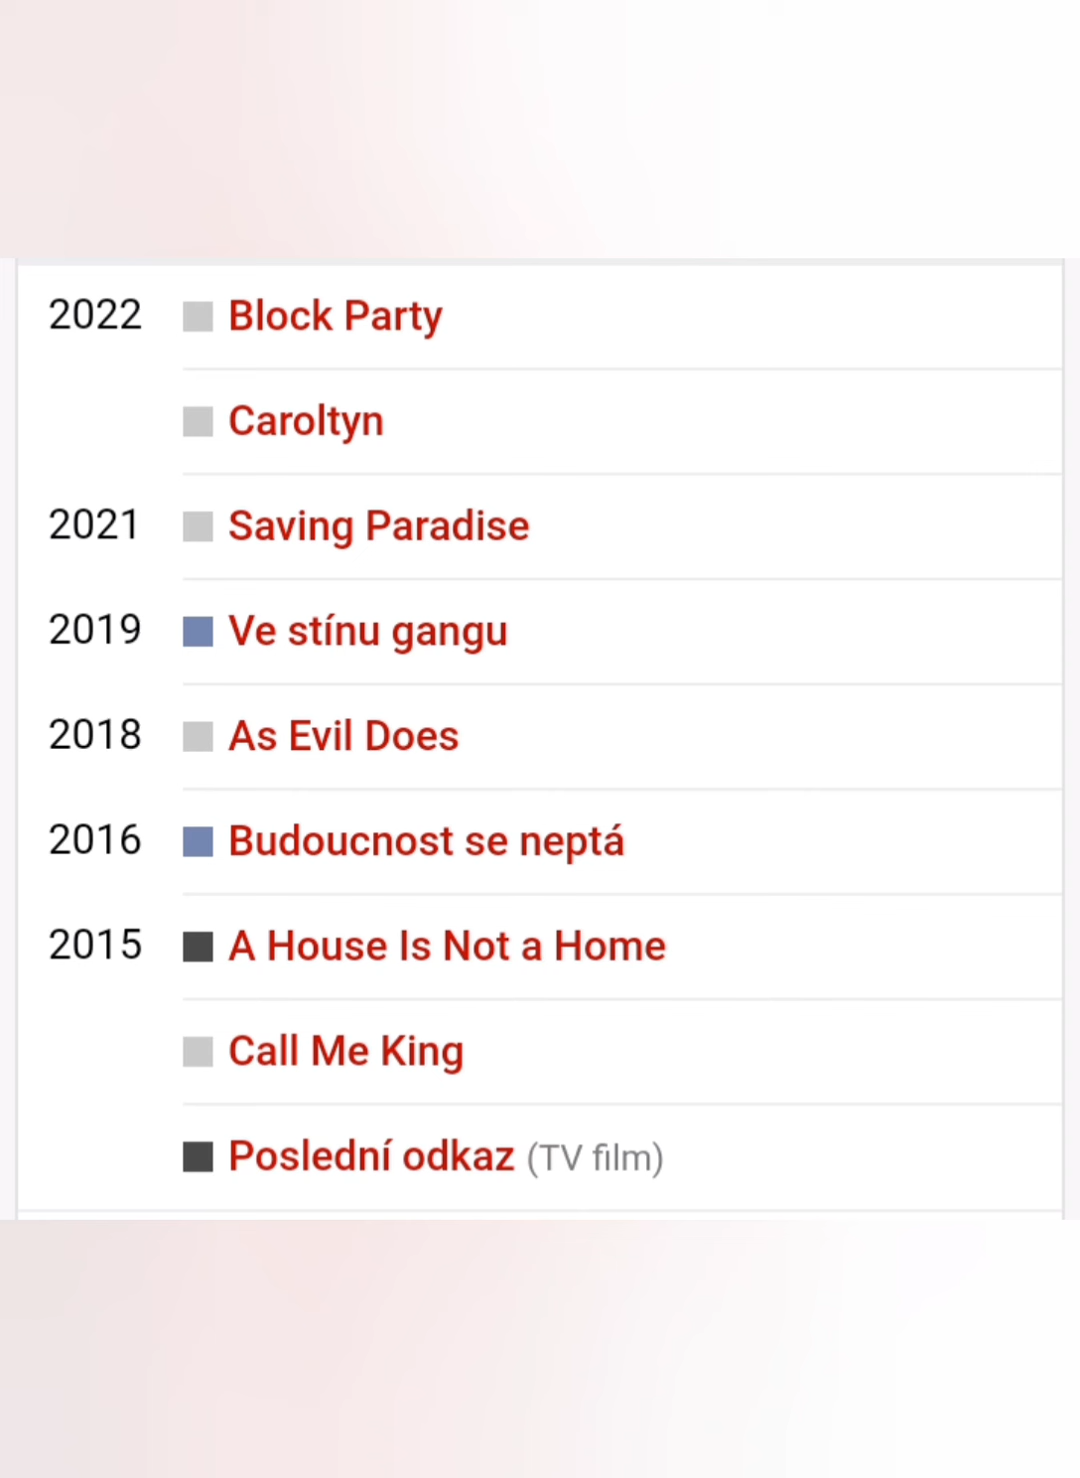 2022 Block Party
Caroltyn
2021 Saving Paradise
2019 Ve stínu gangu
2018 As Evil Does
2016 Budoucnost se neptá
2015 A House Is Not a Home
Call Me King
Poslední odkaz (TV film)